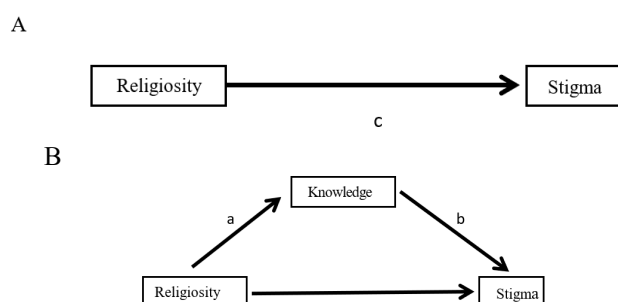 A
Religiosity
Stigma
c
B
Knowledge
a
b
Religiosity
Stigma